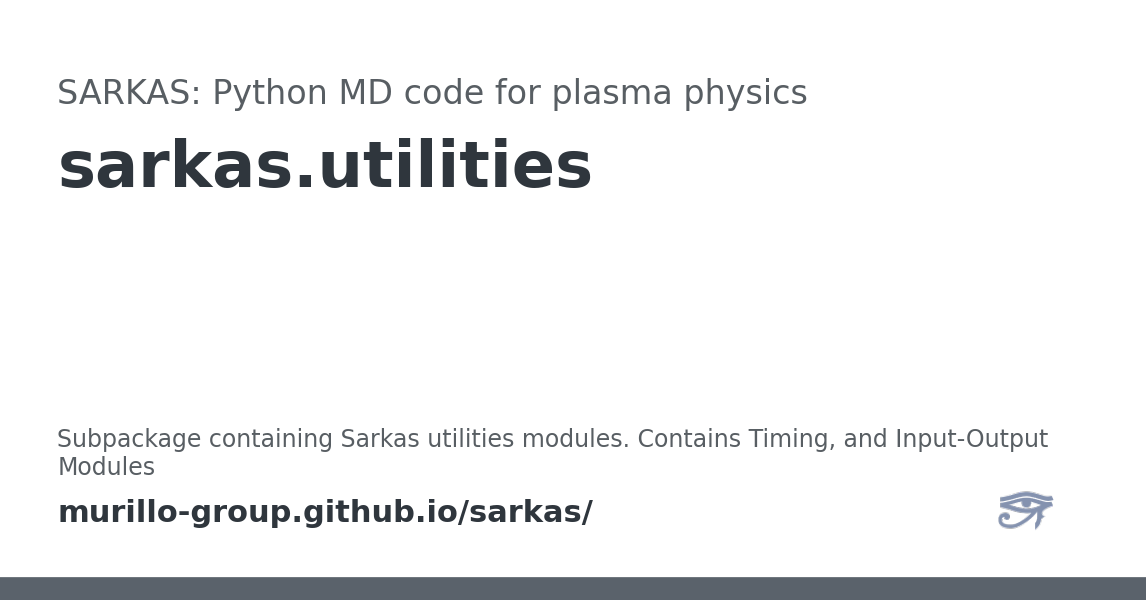 SARKAS: Python MD code for plasma physics
sarkas.utilities
Subpackage containing Sarkas utilities modules. Contains Timing, and Input-Output
Modules
murillo-group.github.io/sarkas/